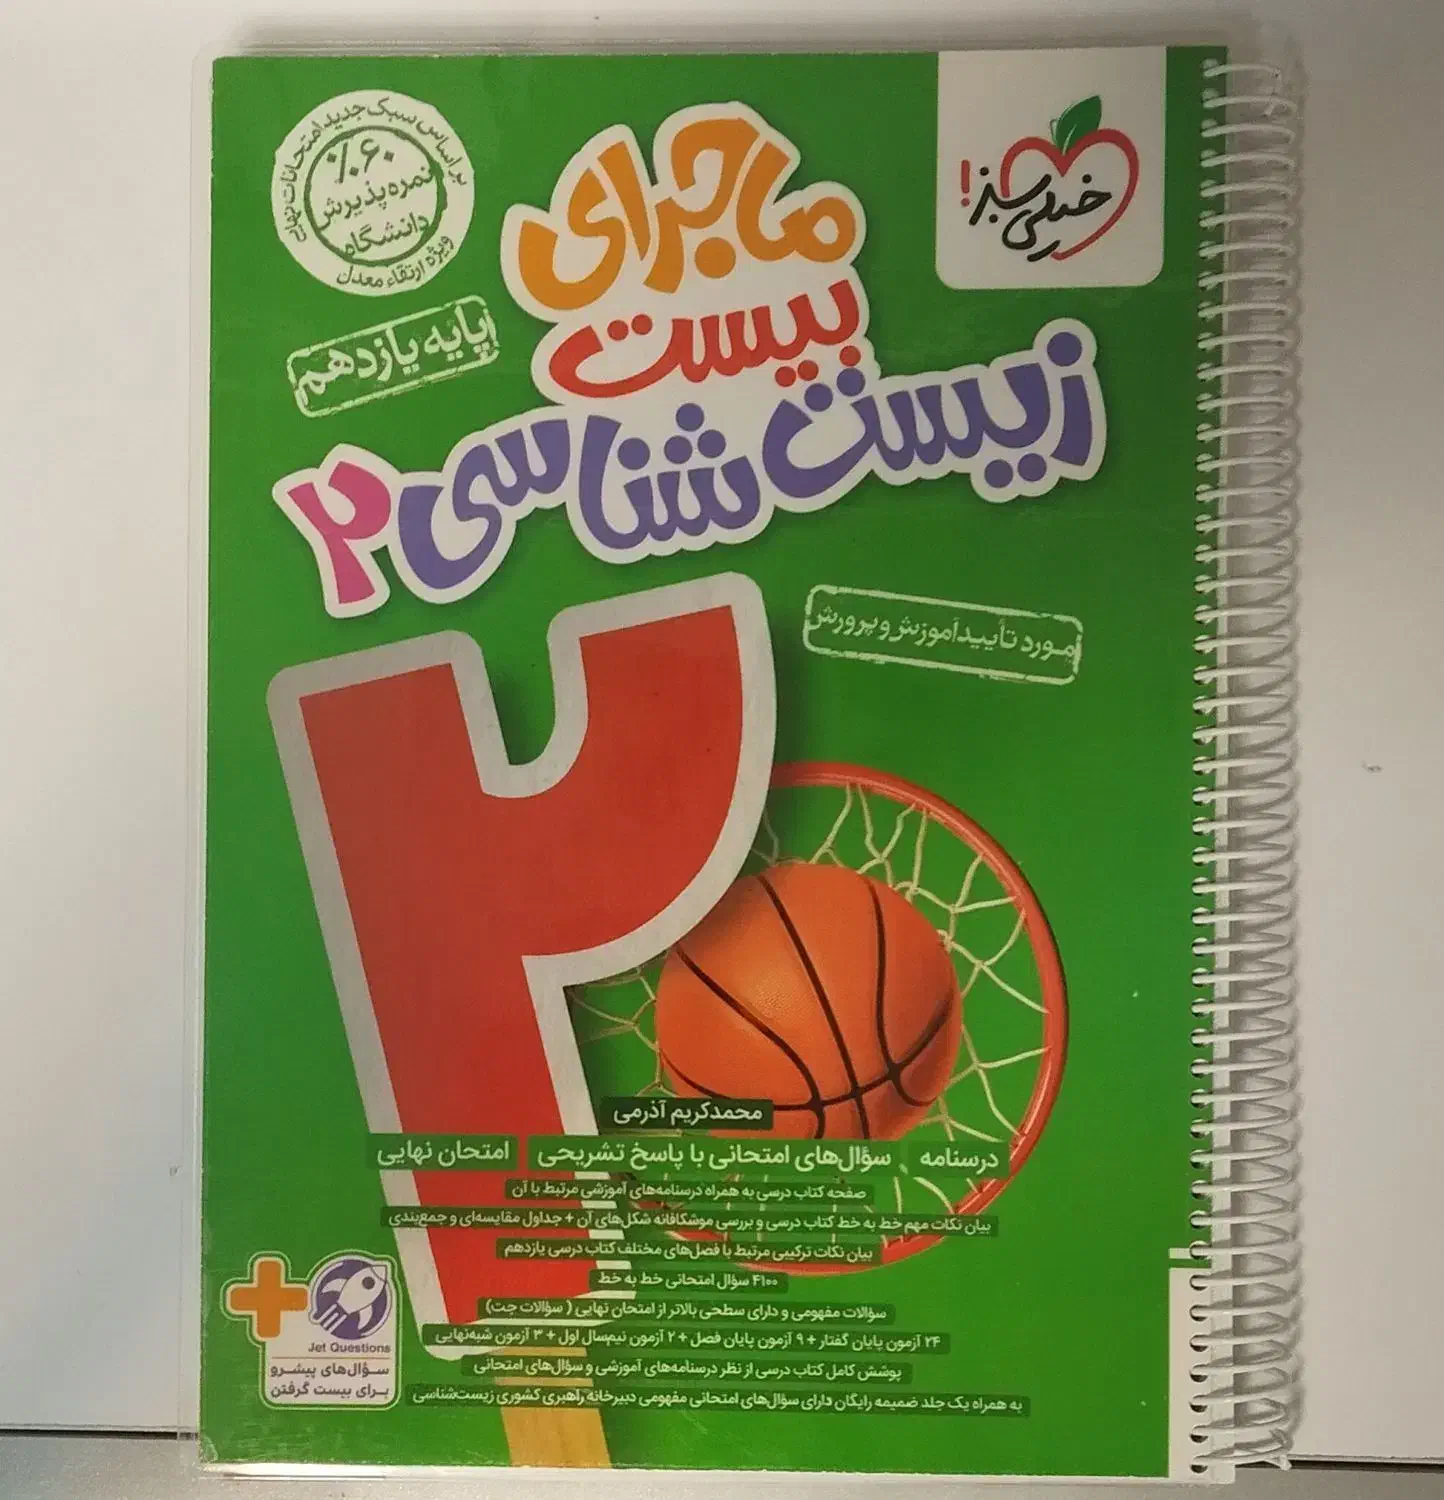 خیلی سبز!
بر اساس سبک جدید امتحانات نهایی
۶۰٪
نمره پذیرش
دانشگاه
ویژه ارتقاء معدل
ماجرای
بیست
زیست‌شناسی ۲
پایه یازدهم
مورد تأیید آموزش و پرورش
۲
محمدکریم آذرمی
درسنامه سؤال‌های امتحانی با پاسخ تشریحی امتحان نهایی
صفحه کتاب درسی به همراه درسنامه‌های آموزشی مرتبط با آن
بیان نکات مهم خط به خط کتاب درسی و بررسی موشکافانه شکل‌های آن + جداول مقایسه‌ای و جمع‌بندی
بیان نکات ترکیبی مرتبط با فصل‌های مختلف کتاب درسی یازدهم
۴۱۰۰ سؤال امتحانی خط به خط
سؤالات مفهومی و دارای سطحی بالاتر از امتحان نهایی (سؤالات جت)
۲۴ آزمون پایان گفتار + ۹ آزمون پایان فصل + ۲ آزمون نیم‌سال اول + ۳ آزمون شبه‌نهایی
پوشش کامل کتاب درسی از نظر درسنامه‌های آموزشی و سؤال‌های امتحانی
به همراه یک جلد ضمیمه رایگان دارای سؤال‌های امتحانی مفهومی دبیرخانه راهبری کشوری زیست‌شناسی
+
Jet Questions
سؤال‌های پیشرو
برای بیست گرفتن